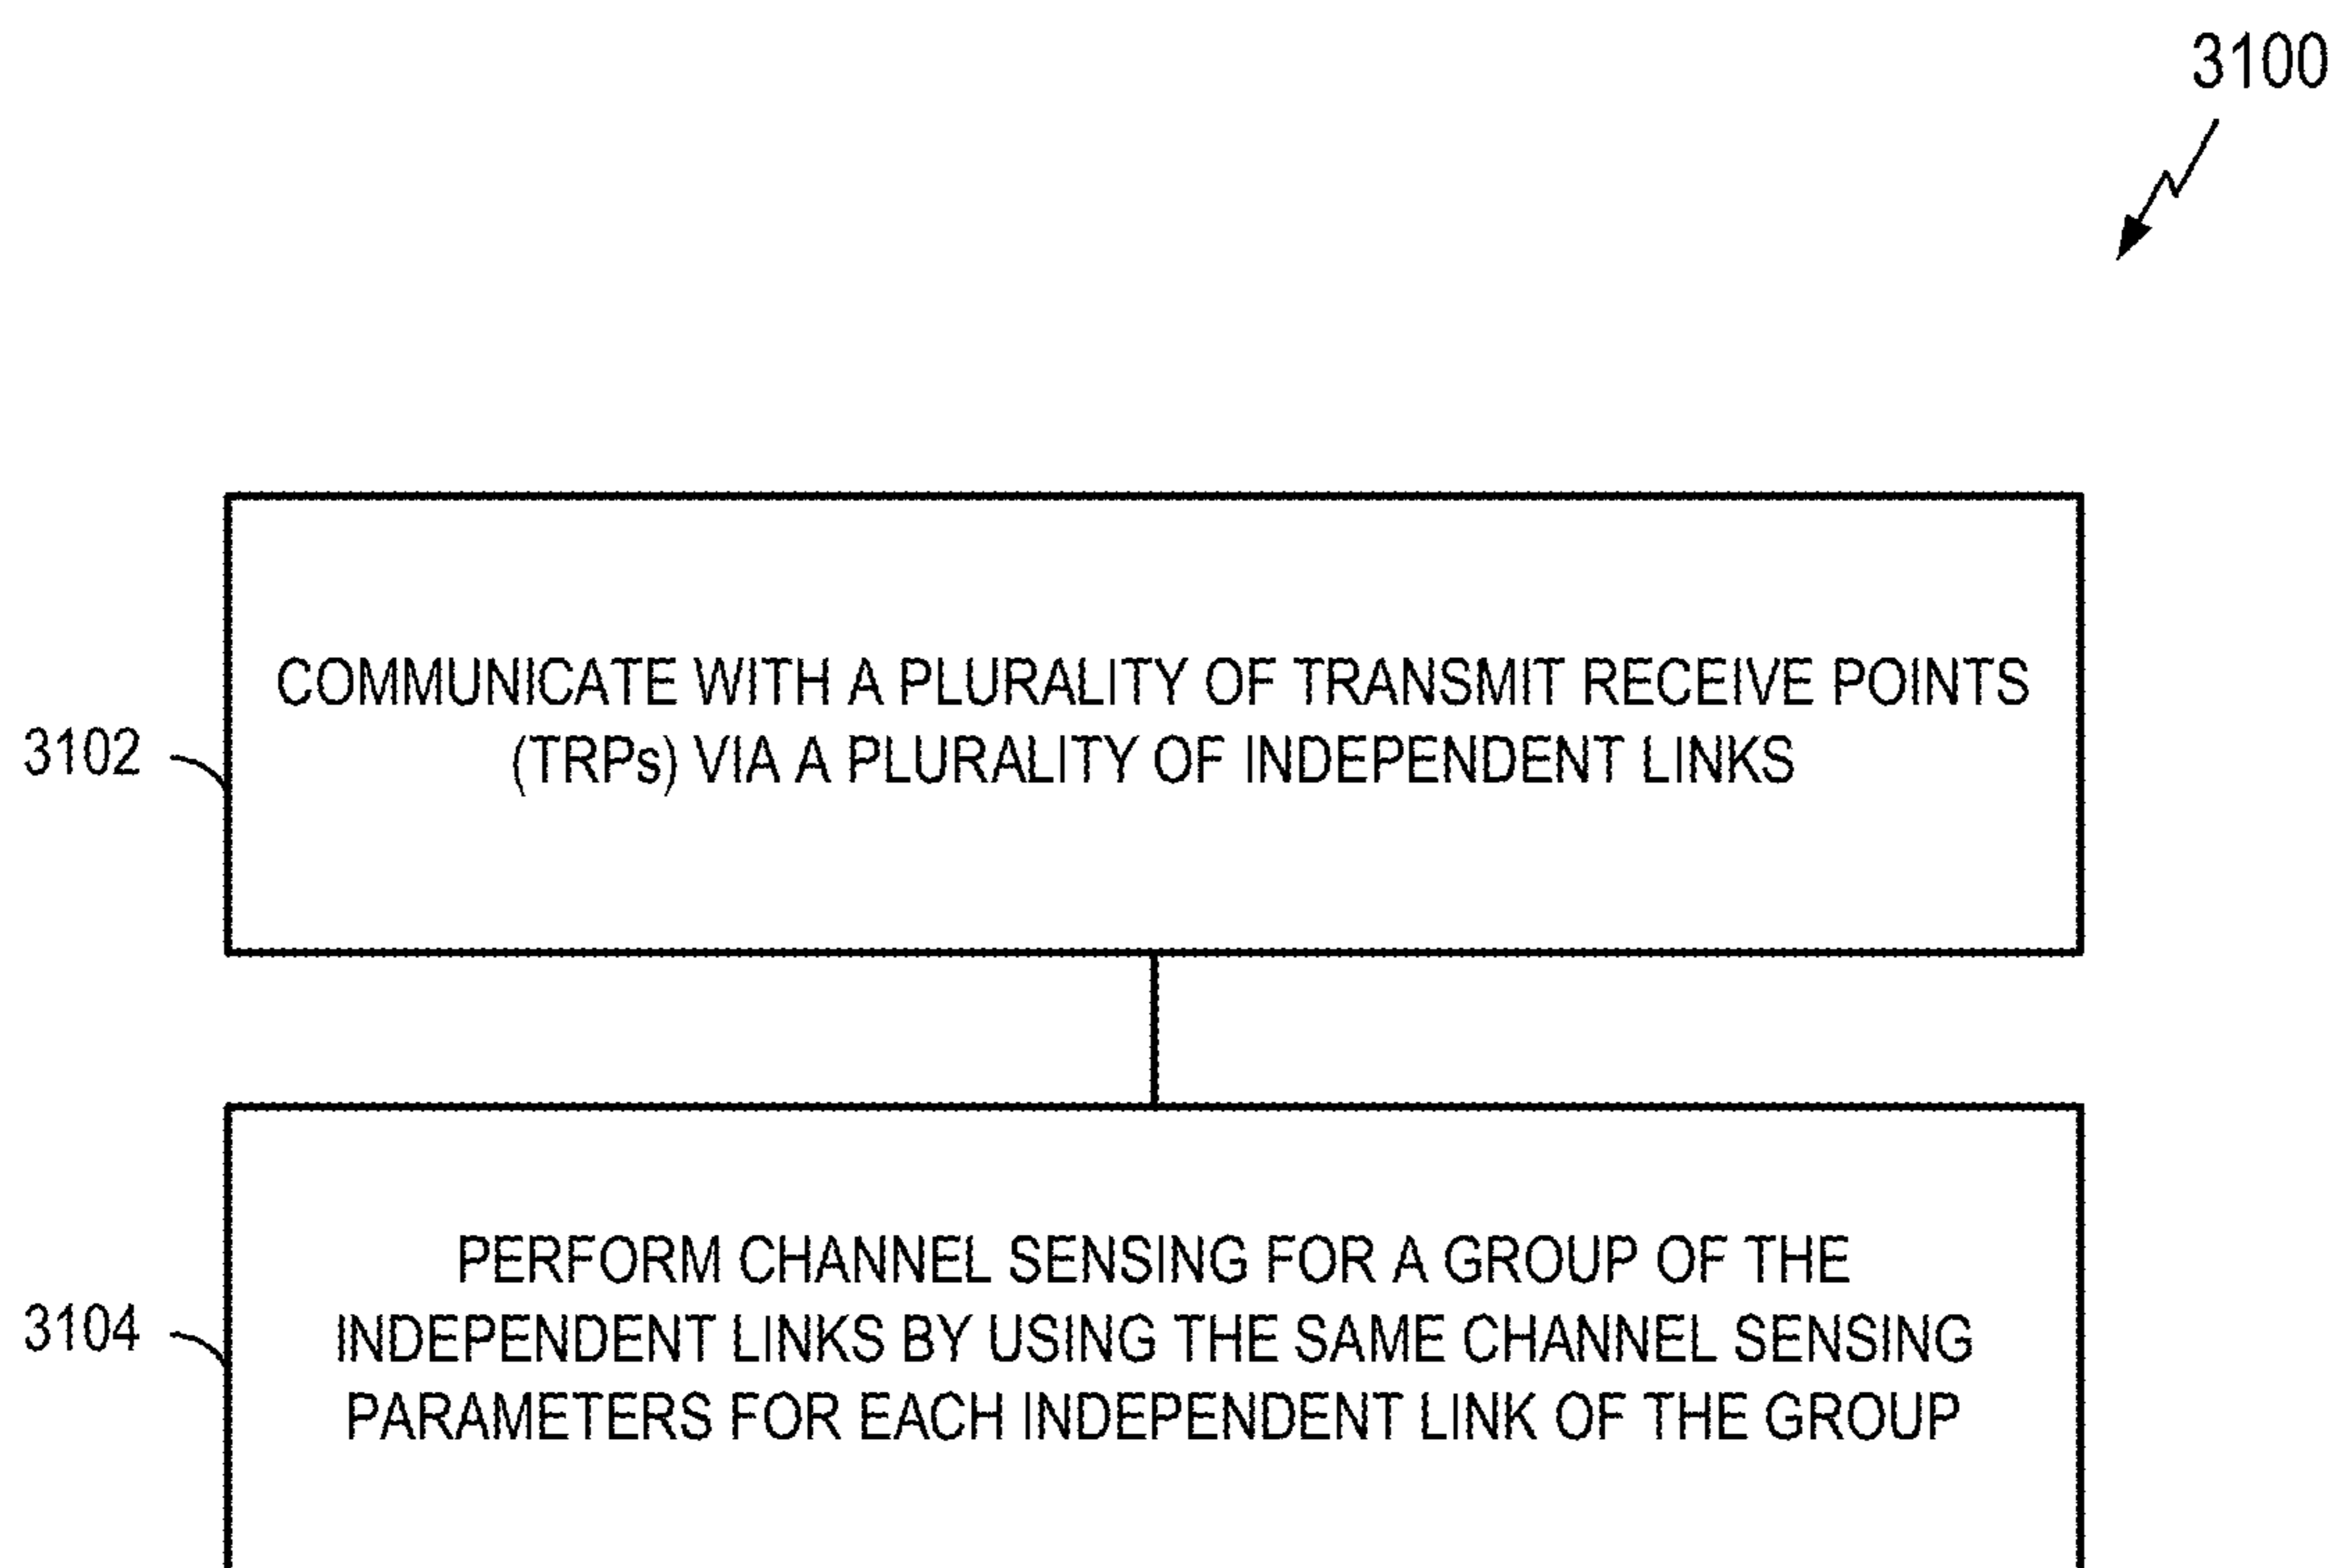 3100
COMMUNICATE WITH A PLURALITY OF TRANSMIT RECEIVE POINTS
(TRPs) VIA A PLURALITY OF INDEPENDENT LINKS
3102
PERFORM CHANNEL SENSING FOR A GROUP OF THE
INDEPENDENT LINKS BY USING THE SAME CHANNEL SENSING
PARAMETERS FOR EACH INDEPENDENT LINK OF THE GROUP
3104